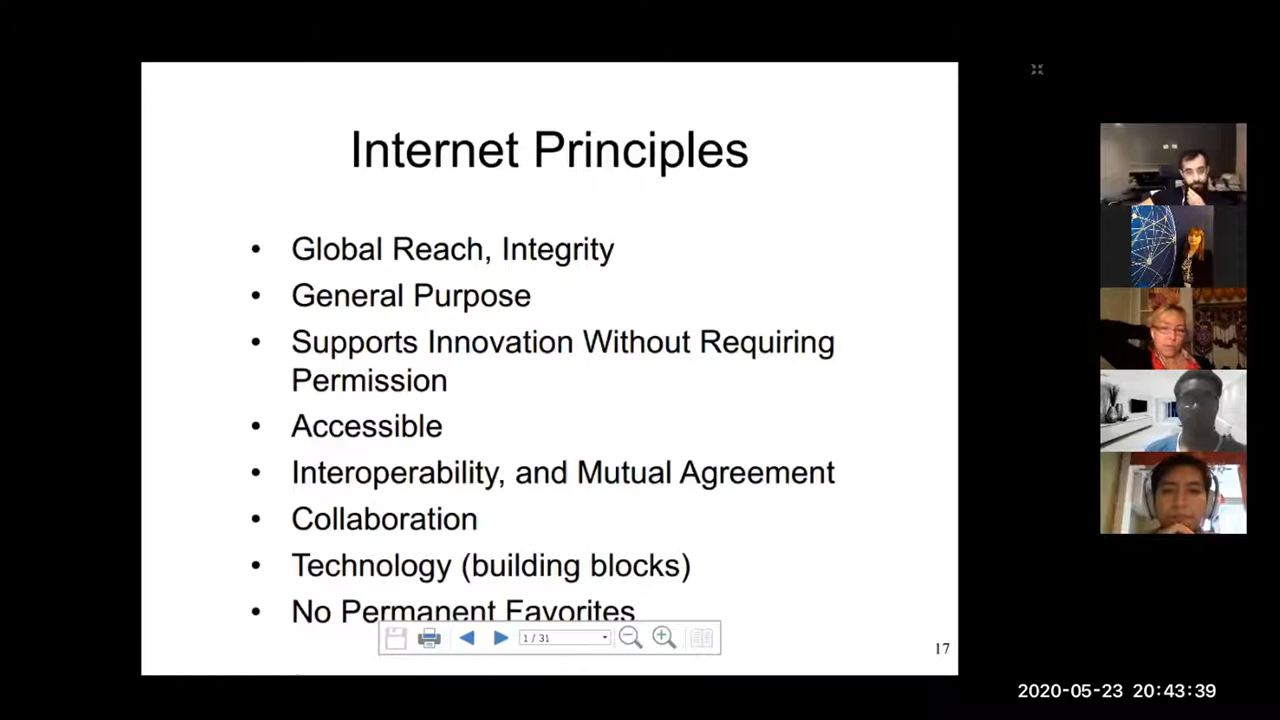 Internet Principles
• Global Reach, Integrity
• General Purpose
• Supports Innovation Without Requiring
Permission
• Accessible
• Interoperability, and Mutual Agreement
• Collaboration
• Technology (building blocks)
• No Permanent Favorites
1 / 31
17
2020-05-23 20:43:39